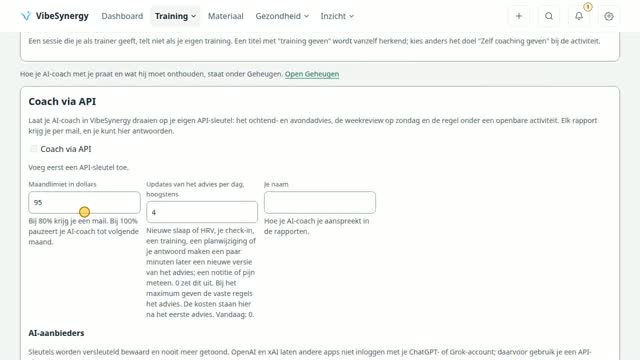 VibeSynergy Dashboard Training Materiaal Gezondheid Inzicht 1
Een sessie die je als trainer geeft, telt niet als je eigen training. Een titel met "training geven" wordt vanzelf herkend; kies anders het doel "Zelf coaching geven" bij de activiteit.
Hoe je AI-coach met je praat en wat hij moet onthouden, staat onder Geheugen. Open Geheugen
Coach via API
Laat je AI-coach in VibeSynergy draaien op je eigen API-sleutel: het ochtend- en avondadvies, de weekreview op zondag en de regel onder een openbare activiteit. Elk rapport
krijg je per mail, en je kunt hier antwoorden.
Coach via API
Voeg eerst een API-sleutel toe.
Maandlimiet in dollars
95
Bij 80% krijg je een mail. Bij 100%
pauzeert je AI-coach tot volgende
maand.
Updates van het advies per dag,
hoogstens
4
Nieuwe slaap of HRV, je check-in,
een training, een planwijziging of
je antwoord maken een paar
minuten later een nieuwe versie
van het advies; een notitie of pijn
meteen. 0 zet dit uit. Bij het
maximum geven de vaste regels
het advies. De kosten staan hier
na het eerste advies. Vandaag: 0.
Je naam
Hoe je AI-coach je aanspreekt in
de rapporten.
AI-aanbieders
Sleutels worden versleuteld bewaard en nooit meer getoond. OpenAI en xAI laten andere apps niet inloggen met je ChatGPT- of Grok-account; daarvoor gebruik je een API-